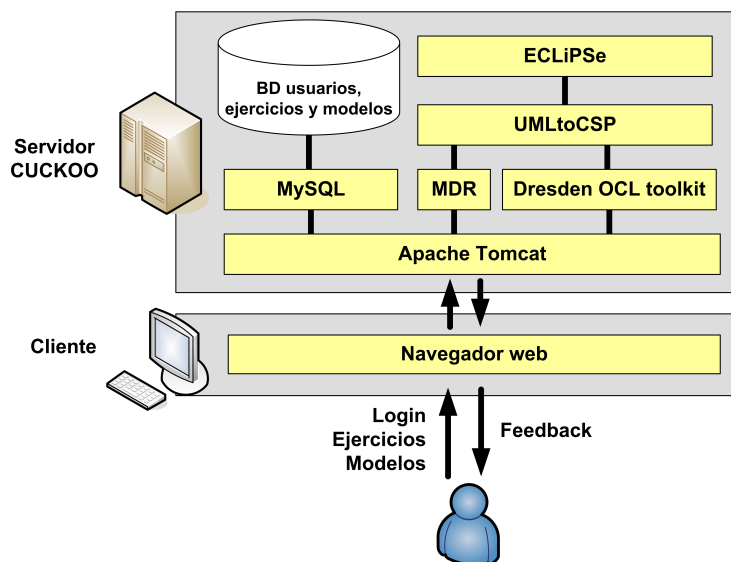 BD usuarios,
ejercicios y modelos
ECLiPSe
UMLtoCSP
Servidor
CUCKOO
MySQL
MDR
Dresden OCL toolkit
Apache Tomcat
Cliente
Navegador web
Login
Ejercicios
Modelos
Feedback